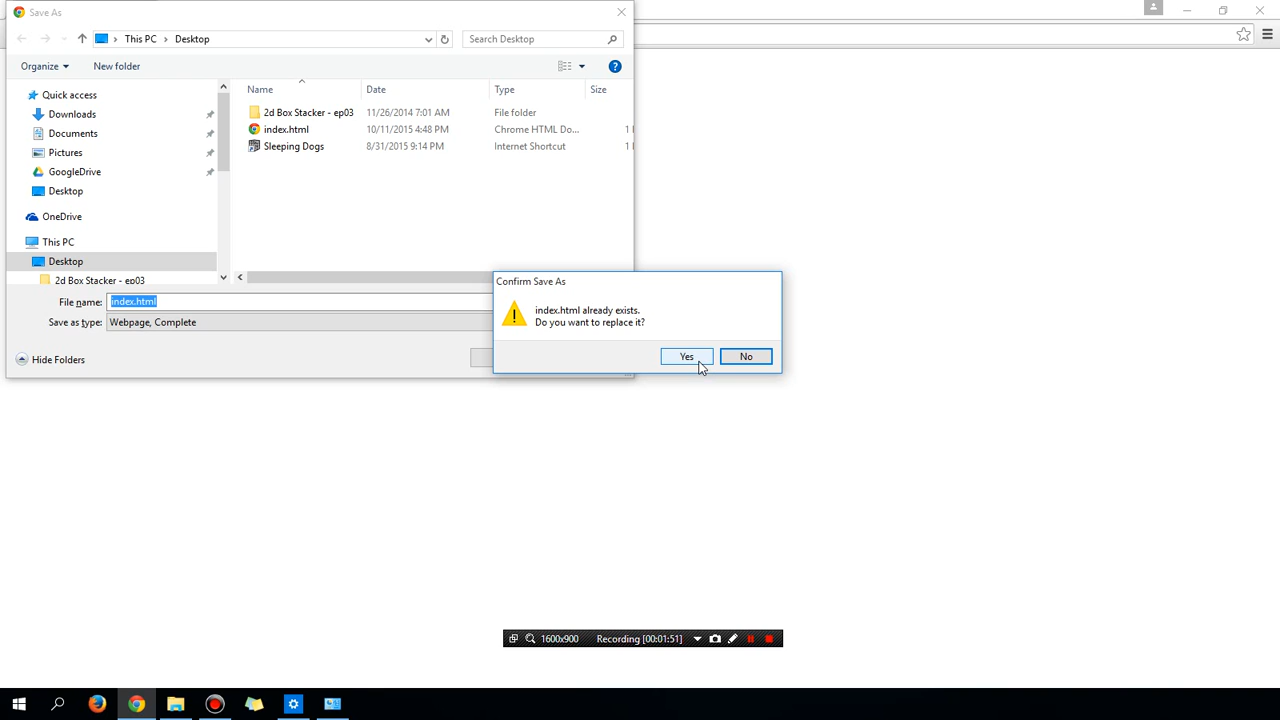 Save As
This PC > Desktop
Search Desktop
Organize
New folder
Name Date Type Size
2d Box Stacker - ep03 11/26/2014 7:01 AM File folder
index.html 10/11/2015 4:48 PM Chrome HTML Do... 1
Sleeping Dogs 8/31/2015 9:14 PM Internet Shortcut 1
Quick access
Downloads
Documents
Pictures
GoogleDrive
Desktop
OneDrive
This PC
Desktop
2d Box Stacker - ep03
File name: index.html
Save as type: Webpage, Complete
Hide Folders
Confirm Save As
index.html already exists.
Do you want to replace it?
Yes No
1600x900 Recording [00:01:51]